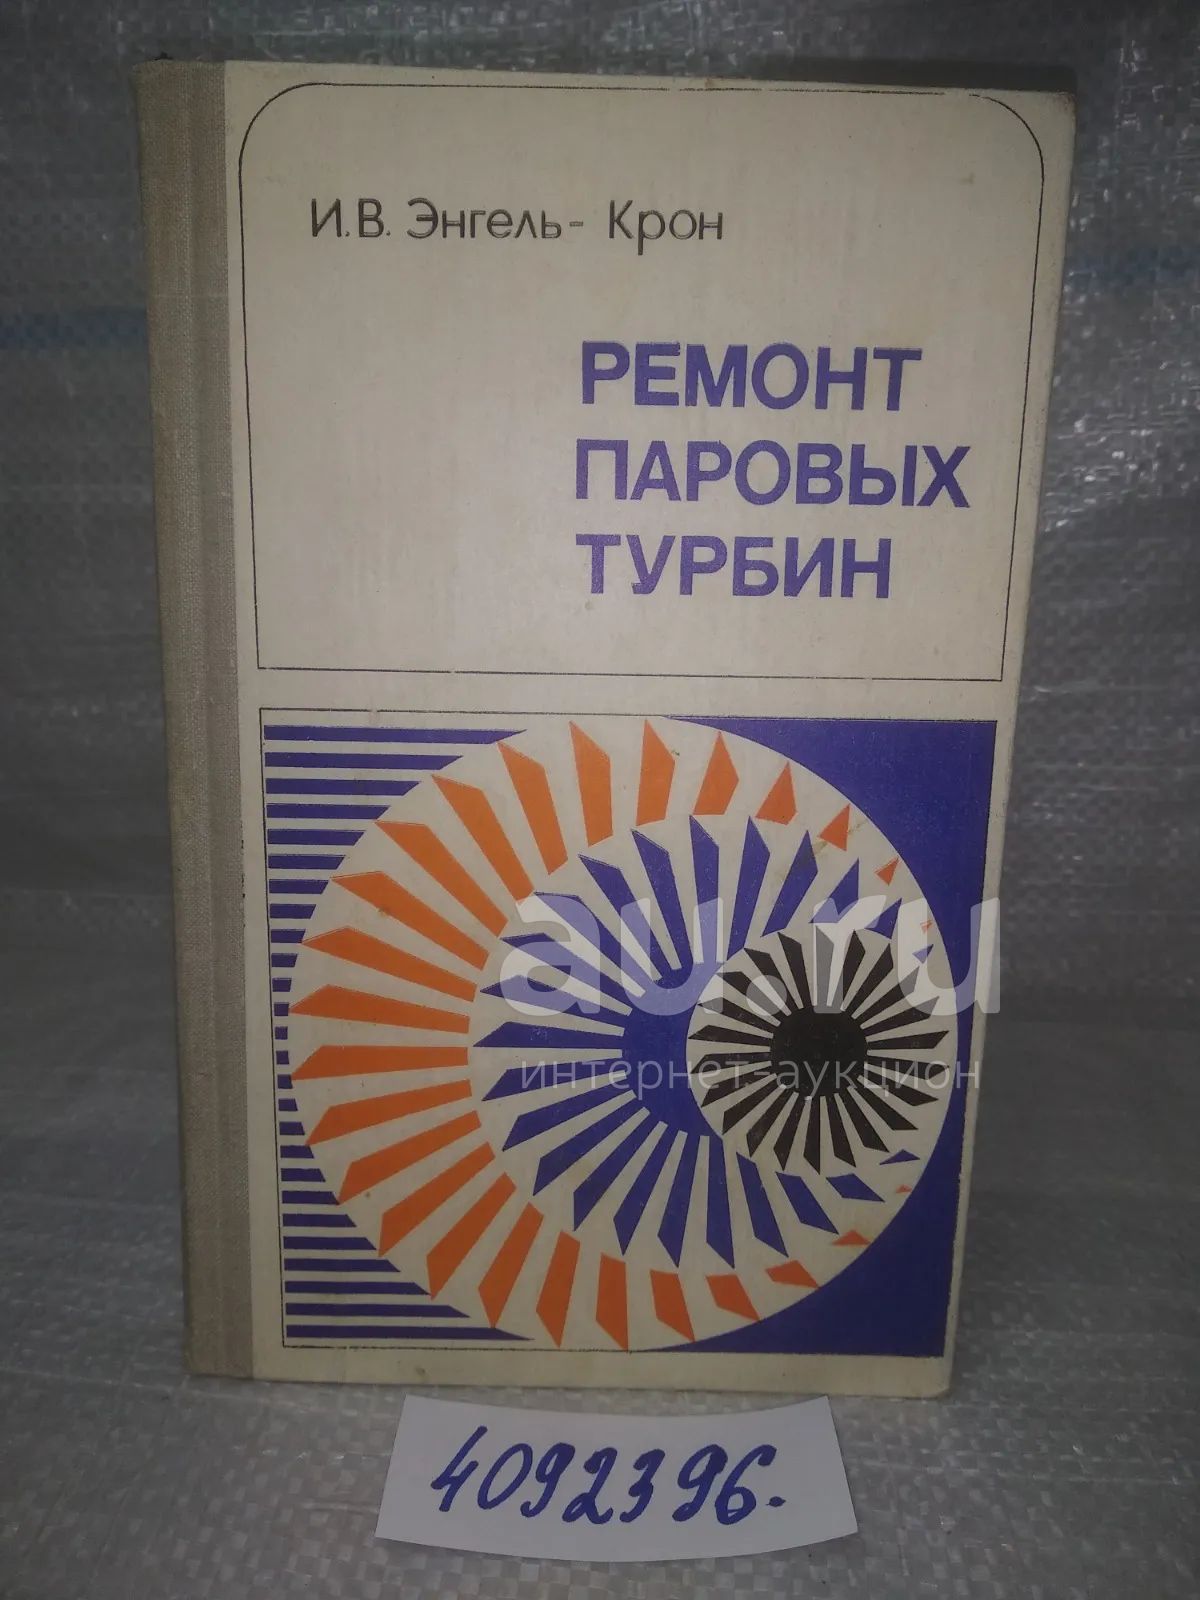 И.В. Энгель- Крон
РЕМОНТ
ПАРОВЫХ
ТУРБИН
au.ru
интернет-аукцион
4092396.